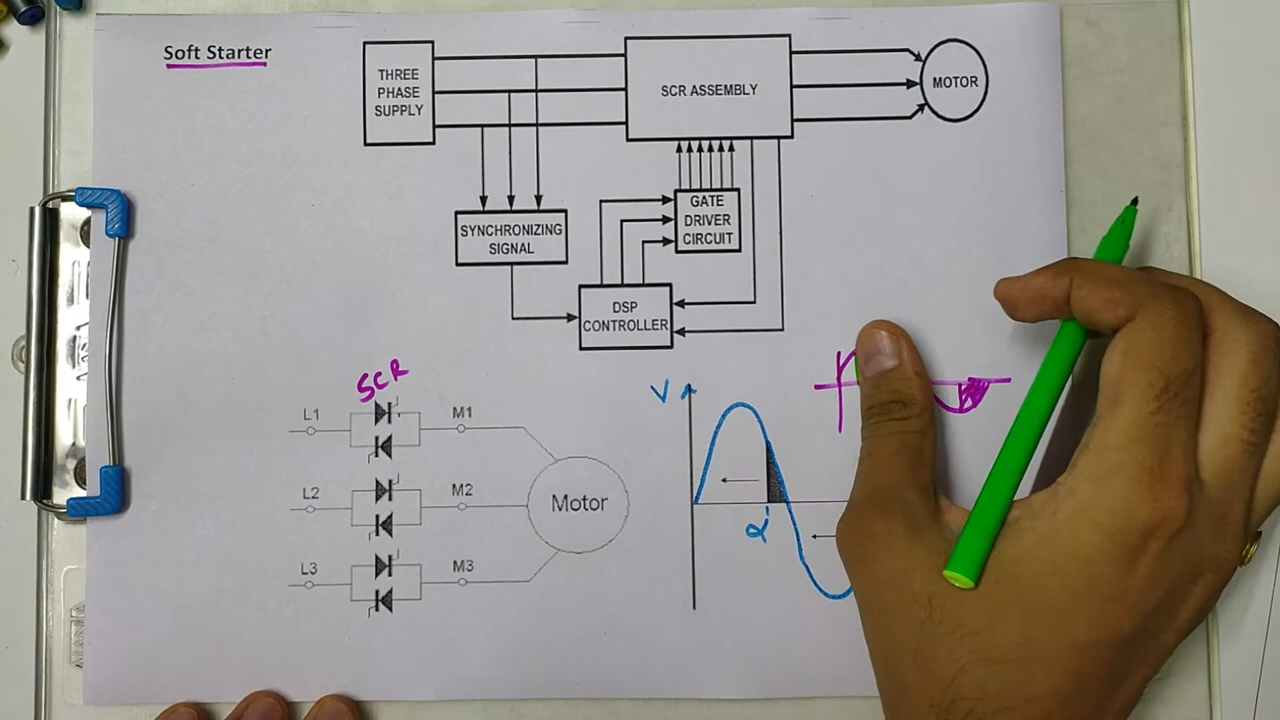 Soft Starter
THREE
PHASE
SUPPLY
SCR ASSEMBLY
MOTOR
SYNCHRONIZING
SIGNAL
GATE
DRIVER
CIRCUIT
DSP
CONTROLLER
SCR
L1
M1
L2
M2
L3
M3
Motor
V
α